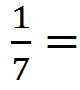 1/7 =